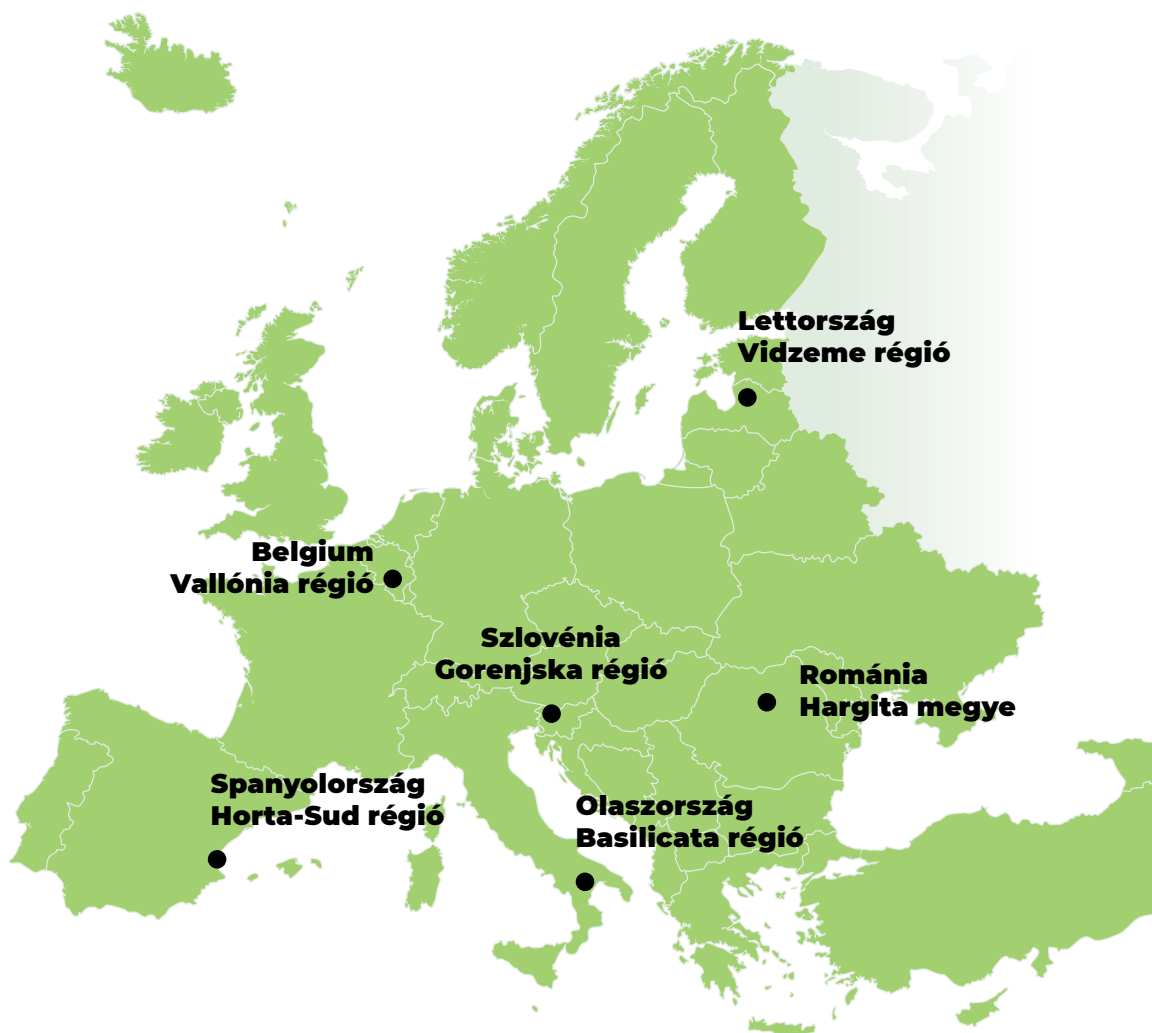 Lettország
Vidzeme régió
Belgium
Vallónia régió
Szlovénia
Gorenjska régió
Románia
Hargita megye
Spanyolország
Horta-Sud régió
Olaszország
Basilicata régió